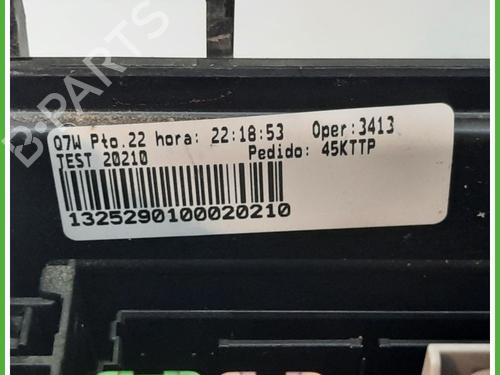 Q7W Pto.22 hora: 22:18:53 Oper:3413
TEST 20210 Pedido: 45KTTP
1325290100020210
B-PARTS